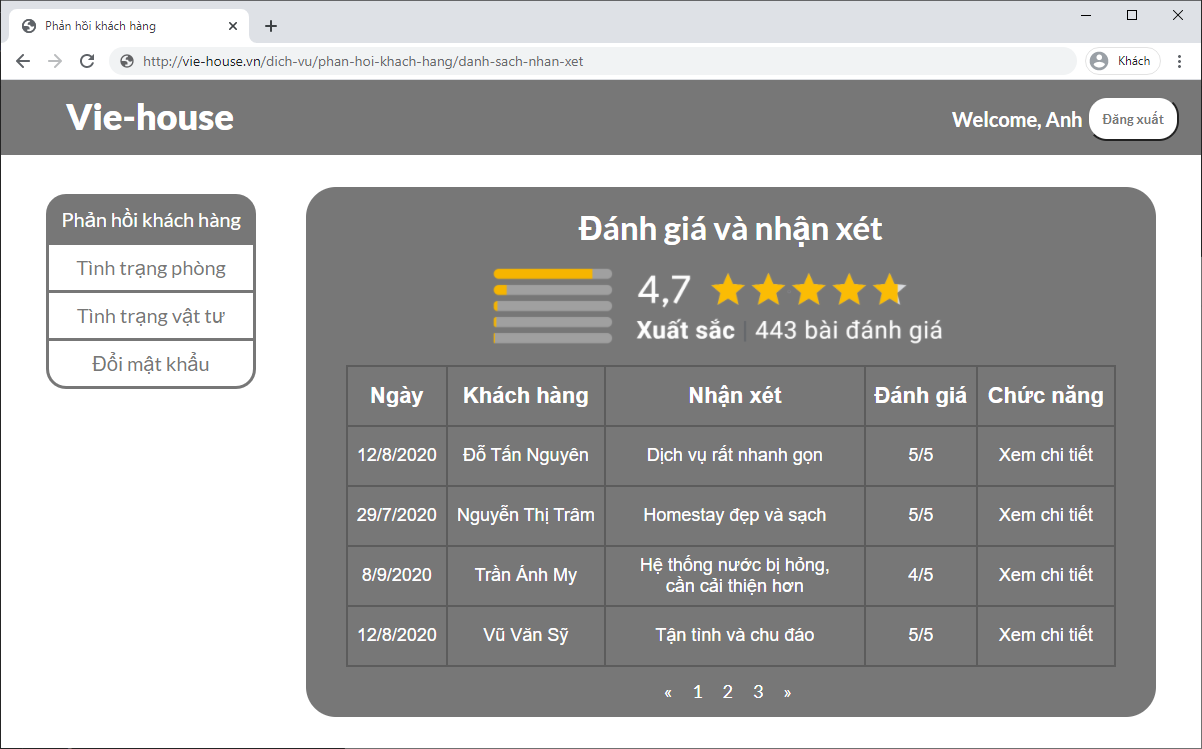 Phản hồi khách hàng
http://vie-house.vn/dich-vu/phan-hoi-khach-hang/danh-sach-nhan-xet
Khách
Vie-house
Welcome, Anh
Đăng xuất
Phản hồi khách hàng
Tình trạng phòng
Tình trạng vật tư
Đổi mật khẩu
Đánh giá và nhận xét
4,7
Xuất sắc | 443 bài đánh giá
Ngày Khách hàng Nhận xét Đánh giá Chức năng
12/8/2020 Đỗ Tấn Nguyên Dịch vụ rất nhanh gọn 5/5 Xem chi tiết
29/7/2020 Nguyễn Thị Trâm Homestay đẹp và sạch 5/5 Xem chi tiết
8/9/2020 Trần Ánh My Hệ thống nước bị hỏng,
cần cải thiện hơn 4/5 Xem chi tiết
12/8/2020 Vũ Văn Sỹ Tận tình và chu đáo 5/5 Xem chi tiết
« 1 2 3 »